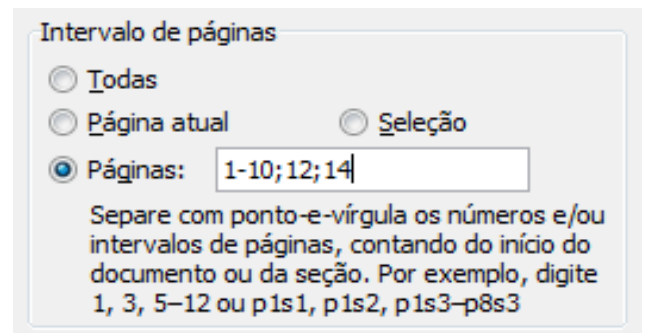 Intervalo de páginas
Todas
Página atual Seleção
Páginas: 1-10;12;14
Separe com ponto-e-vírgula os números e/ou
intervalos de páginas, contando do início do
documento ou da seção. Por exemplo, digite
1, 3, 5–12 ou p1s1, p1s2, p1s3–p8s3